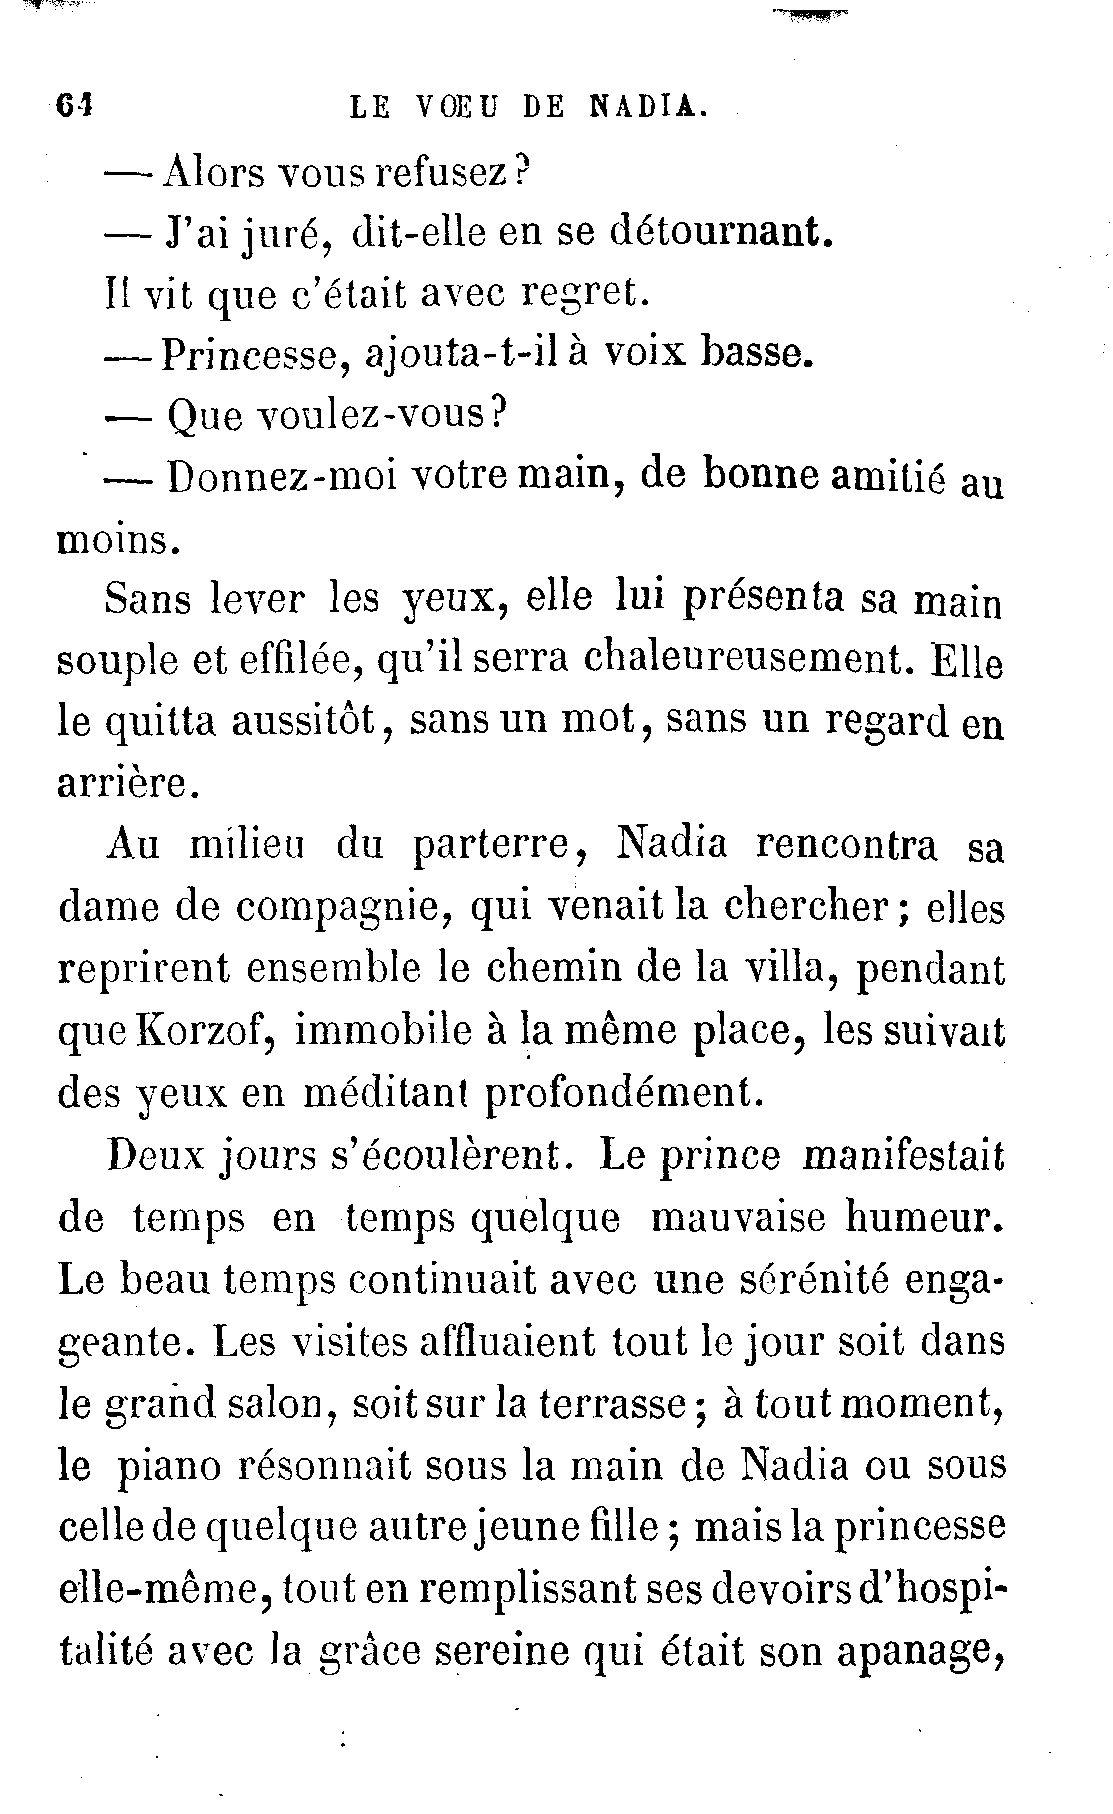 64 LE VŒU DE NADIA.
— Alors vous refusez ?
— J'ai juré, dit-elle en se détournant.
Il vit que c'était avec regret.
— Princesse, ajouta-t-il à voix basse.
— Que voulez-vous ?
— Donnez-moi votre main, de bonne amitié au
moins.
Sans lever les yeux, elle lui présenta sa main
souple et effilée, qu'il serra chaleureusement. Elle
le quitta aussitôt, sans un mot, sans un regard en
arrière.
Au milieu du parterre, Nadia rencontra sa
dame de compagnie, qui venait la chercher ; elles
reprirent ensemble le chemin de la villa, pendant
que Korzof, immobile à la même place, les suivait
des yeux en méditant profondément.
Deux jours s'écoulèrent. Le prince manifestait
de temps en temps quelque mauvaise humeur.
Le beau temps continuait avec une sérénité enga-
geante. Les visites affluaient tout le jour soit dans
le grand salon, soit sur la terrasse ; à tout moment,
le piano résonnait sous la main de Nadia ou sous
celle de quelque autre jeune fille ; mais la princesse
elle-même, tout en remplissant ses devoirs d'hospi-
talité avec la grâce sereine qui était son apanage,